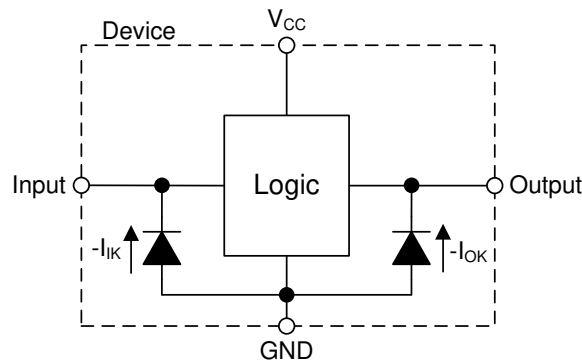 Device
VCC
Input
Logic
Output
-IIK
-IOK
GND